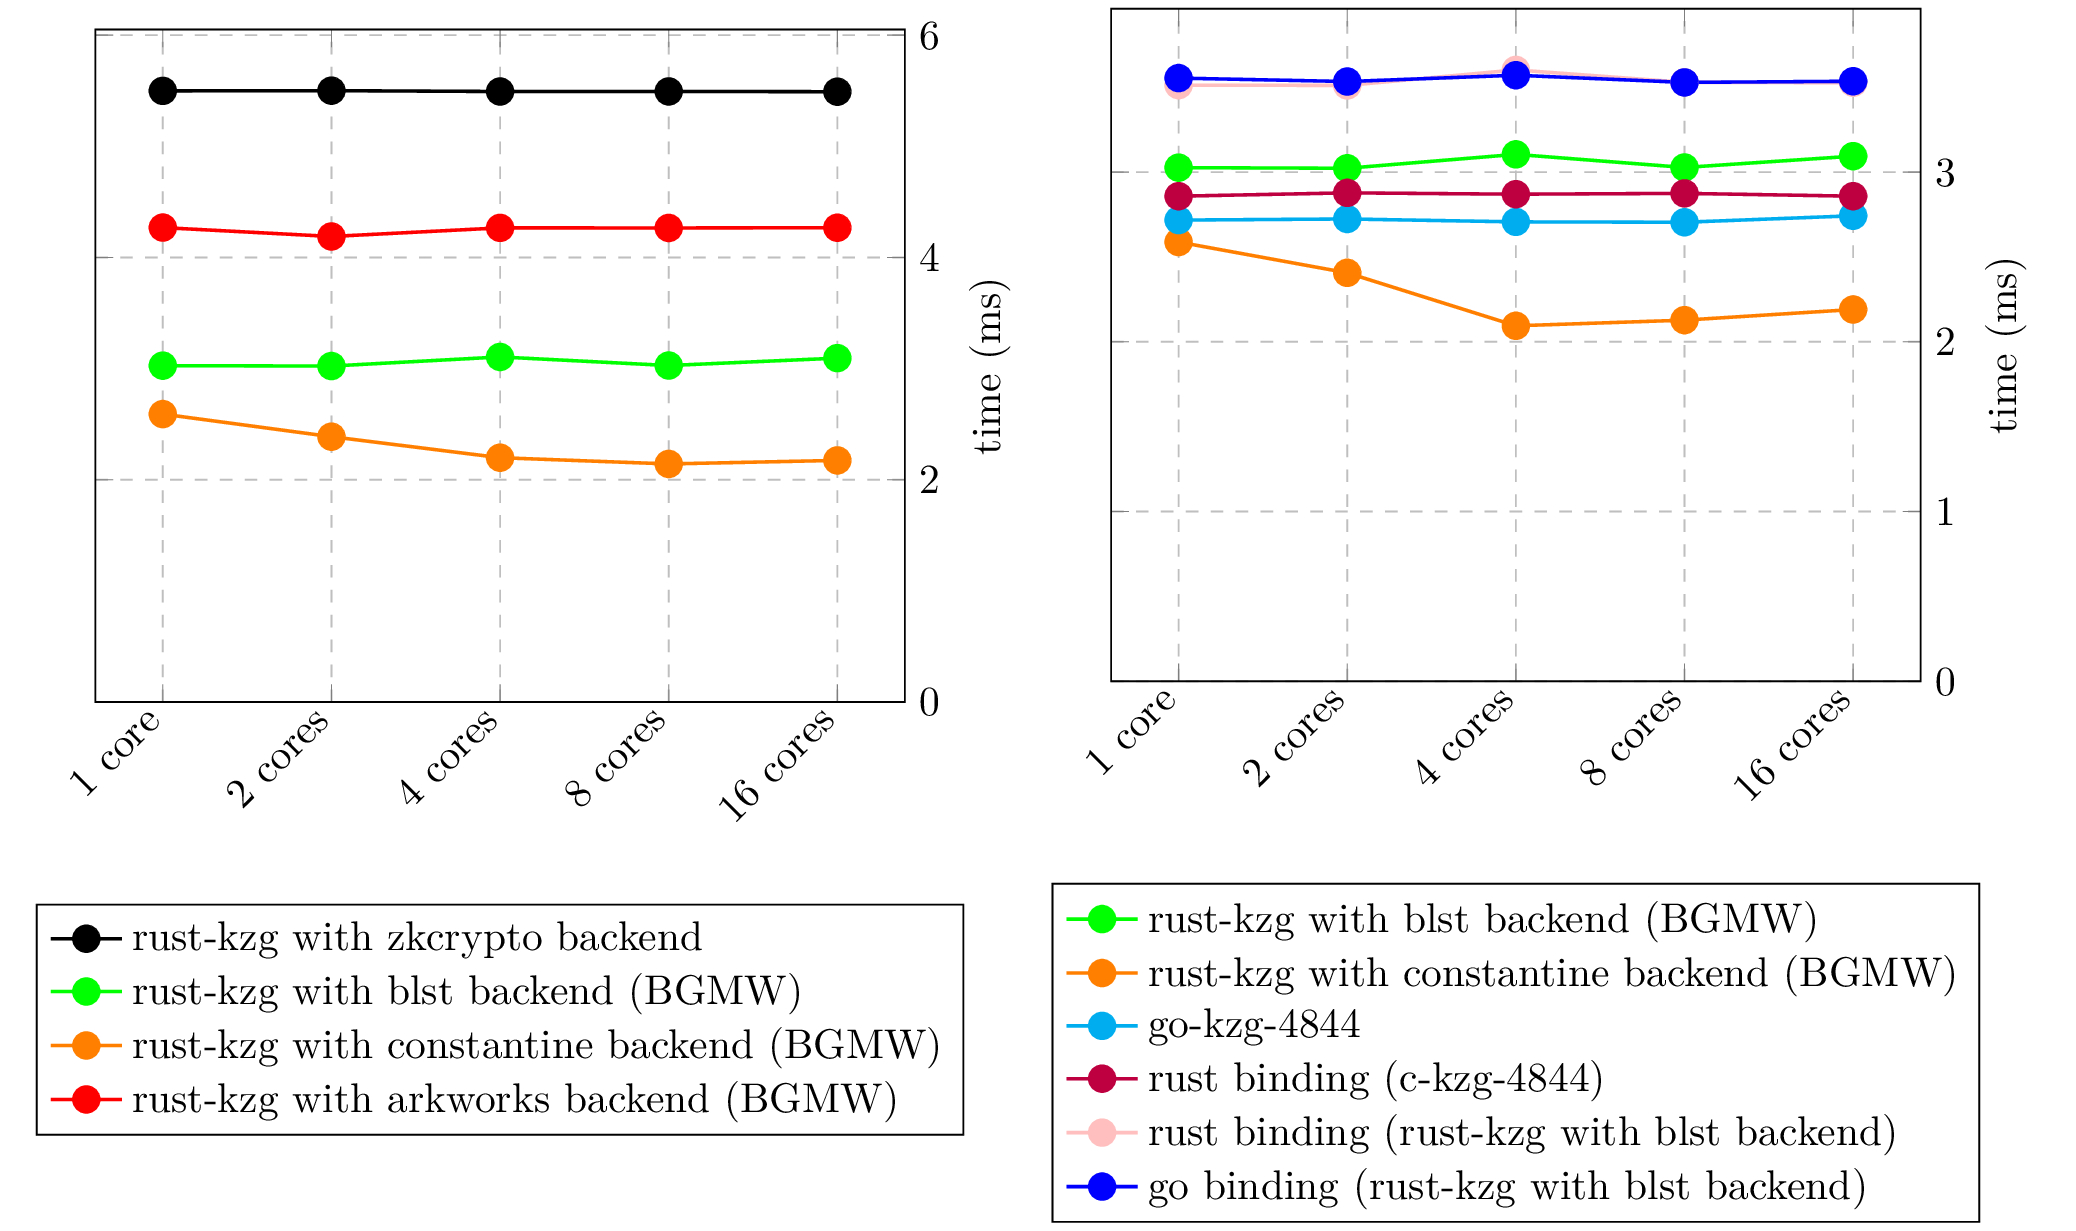 6
4
2
0
time (ms)
1 core
2 cores
4 cores
8 cores
16 cores
rust-kzg with zkcrypto backend
rust-kzg with blst backend (BGMW)
rust-kzg with constantine backend (BGMW)
rust-kzg with arkworks backend (BGMW)
3
2
1
0
time (ms)
1 core
2 cores
4 cores
8 cores
16 cores
rust-kzg with blst backend (BGMW)
rust-kzg with constantine backend (BGMW)
go-kzg-4844
rust binding (c-kzg-4844)
rust binding (rust-kzg with blst backend)
go binding (rust-kzg with blst backend)